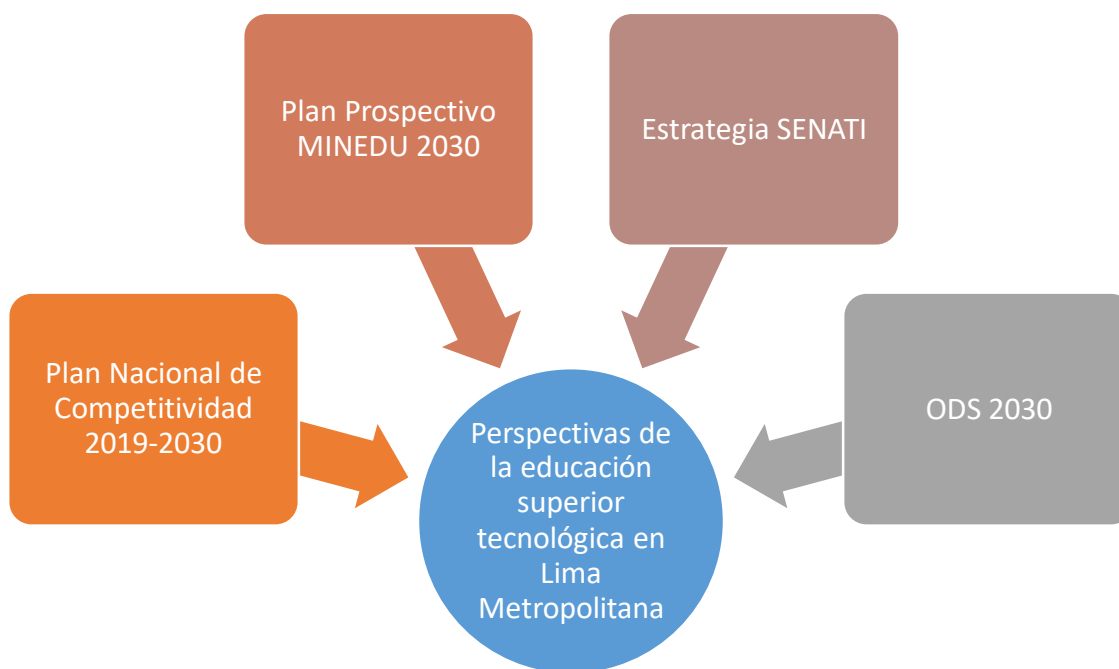 Plan Prospectivo
MINEDU 2030
Estrategia SENATI
Plan Nacional de
Competitividad
2019-2030
ODS 2030
Perspectivas de
la educación
superior
tecnológica en
Lima
Metropolitana